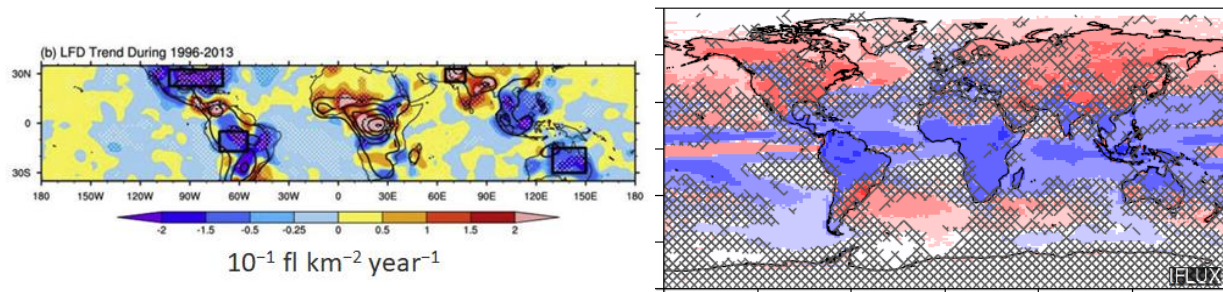 (b) LFD Trend During 1996-2013
30N
0
30S
180 150W 120W 90W 60W 30W 0 30E 60E 90E 120E 150E 180
-2 -1.5 -0.5 -0.25 0 0.5 1 1.5 2
10⁻¹ fl km⁻² year⁻¹
IFLUX